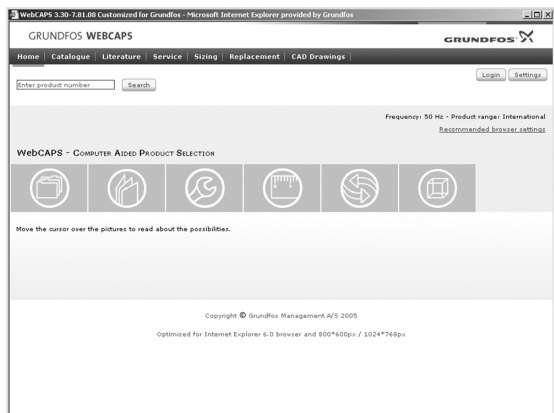 WebCAPS 3.30-7.81.08 Customized for Grundfos - Microsoft Internet Explorer provided by Grundfos
GRUNDFOS WEBCAPS
GRUNDFOS
Home | Catalogue | Literature | Service | Sizing | Replacement | CAD Drawings
Login Settings
Enter product number Search
Frequency: 50 Hz - Product range: International
Recommended browser settings
WebCAPS - Computer Aided Product Selection
Move the cursor over the pictures to read about the possibilities.
Copyright © Grundfos Management A/S 2005
Optimized for Internet Explorer 6.0 browser and 800*600px / 1024*768px